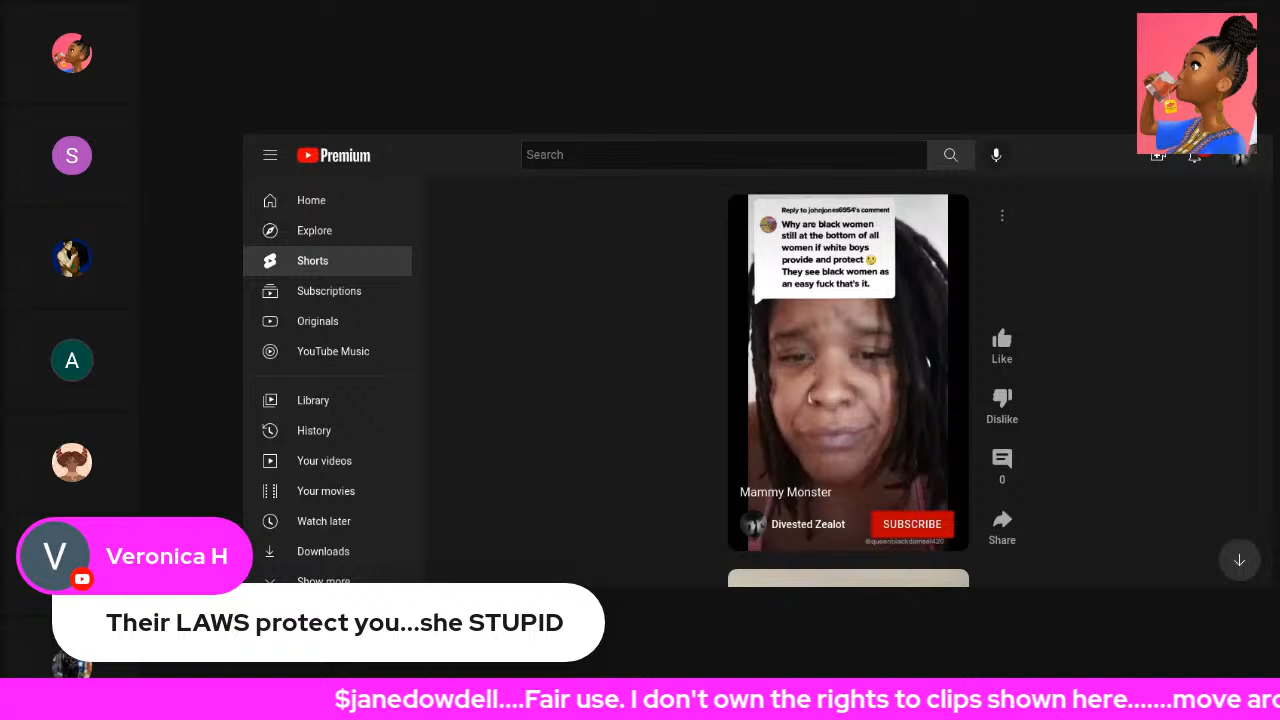 Premium
Search
Home
Explore
Shorts
Subscriptions
Originals
YouTube Music
Library
History
Your videos
Your movies
Watch later
Downloads
Show more
S
A
Reply to johnjones6954's comment
Why are black women
still at the bottom of all
women if white boys
provide and protect 🤔
They see black women as
an easy fuck that's it.
Mammy Monster
Divested Zealot
SUBSCRIBE
@queenblackdamsel420
Like
Dislike
0
Share
V
Veronica H
Their LAWS protect you...she STUPID
$janedowdell....Fair use. I don't own the rights to clips shown here.......move aro